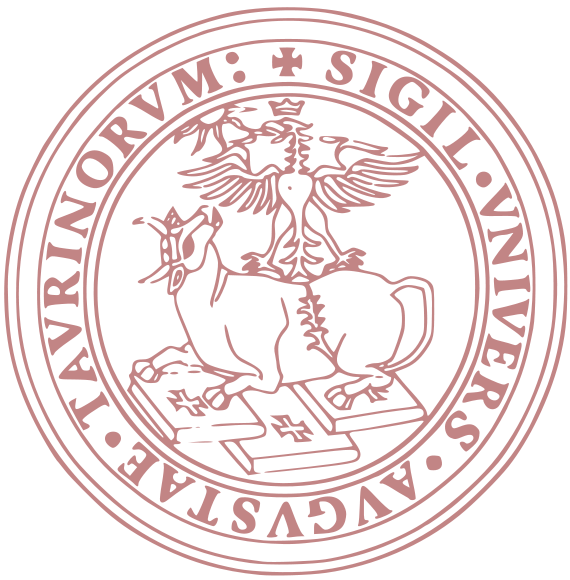 ✠ SIGIL · VNIVERS · AVGVSTAE · TAVRINORVM: